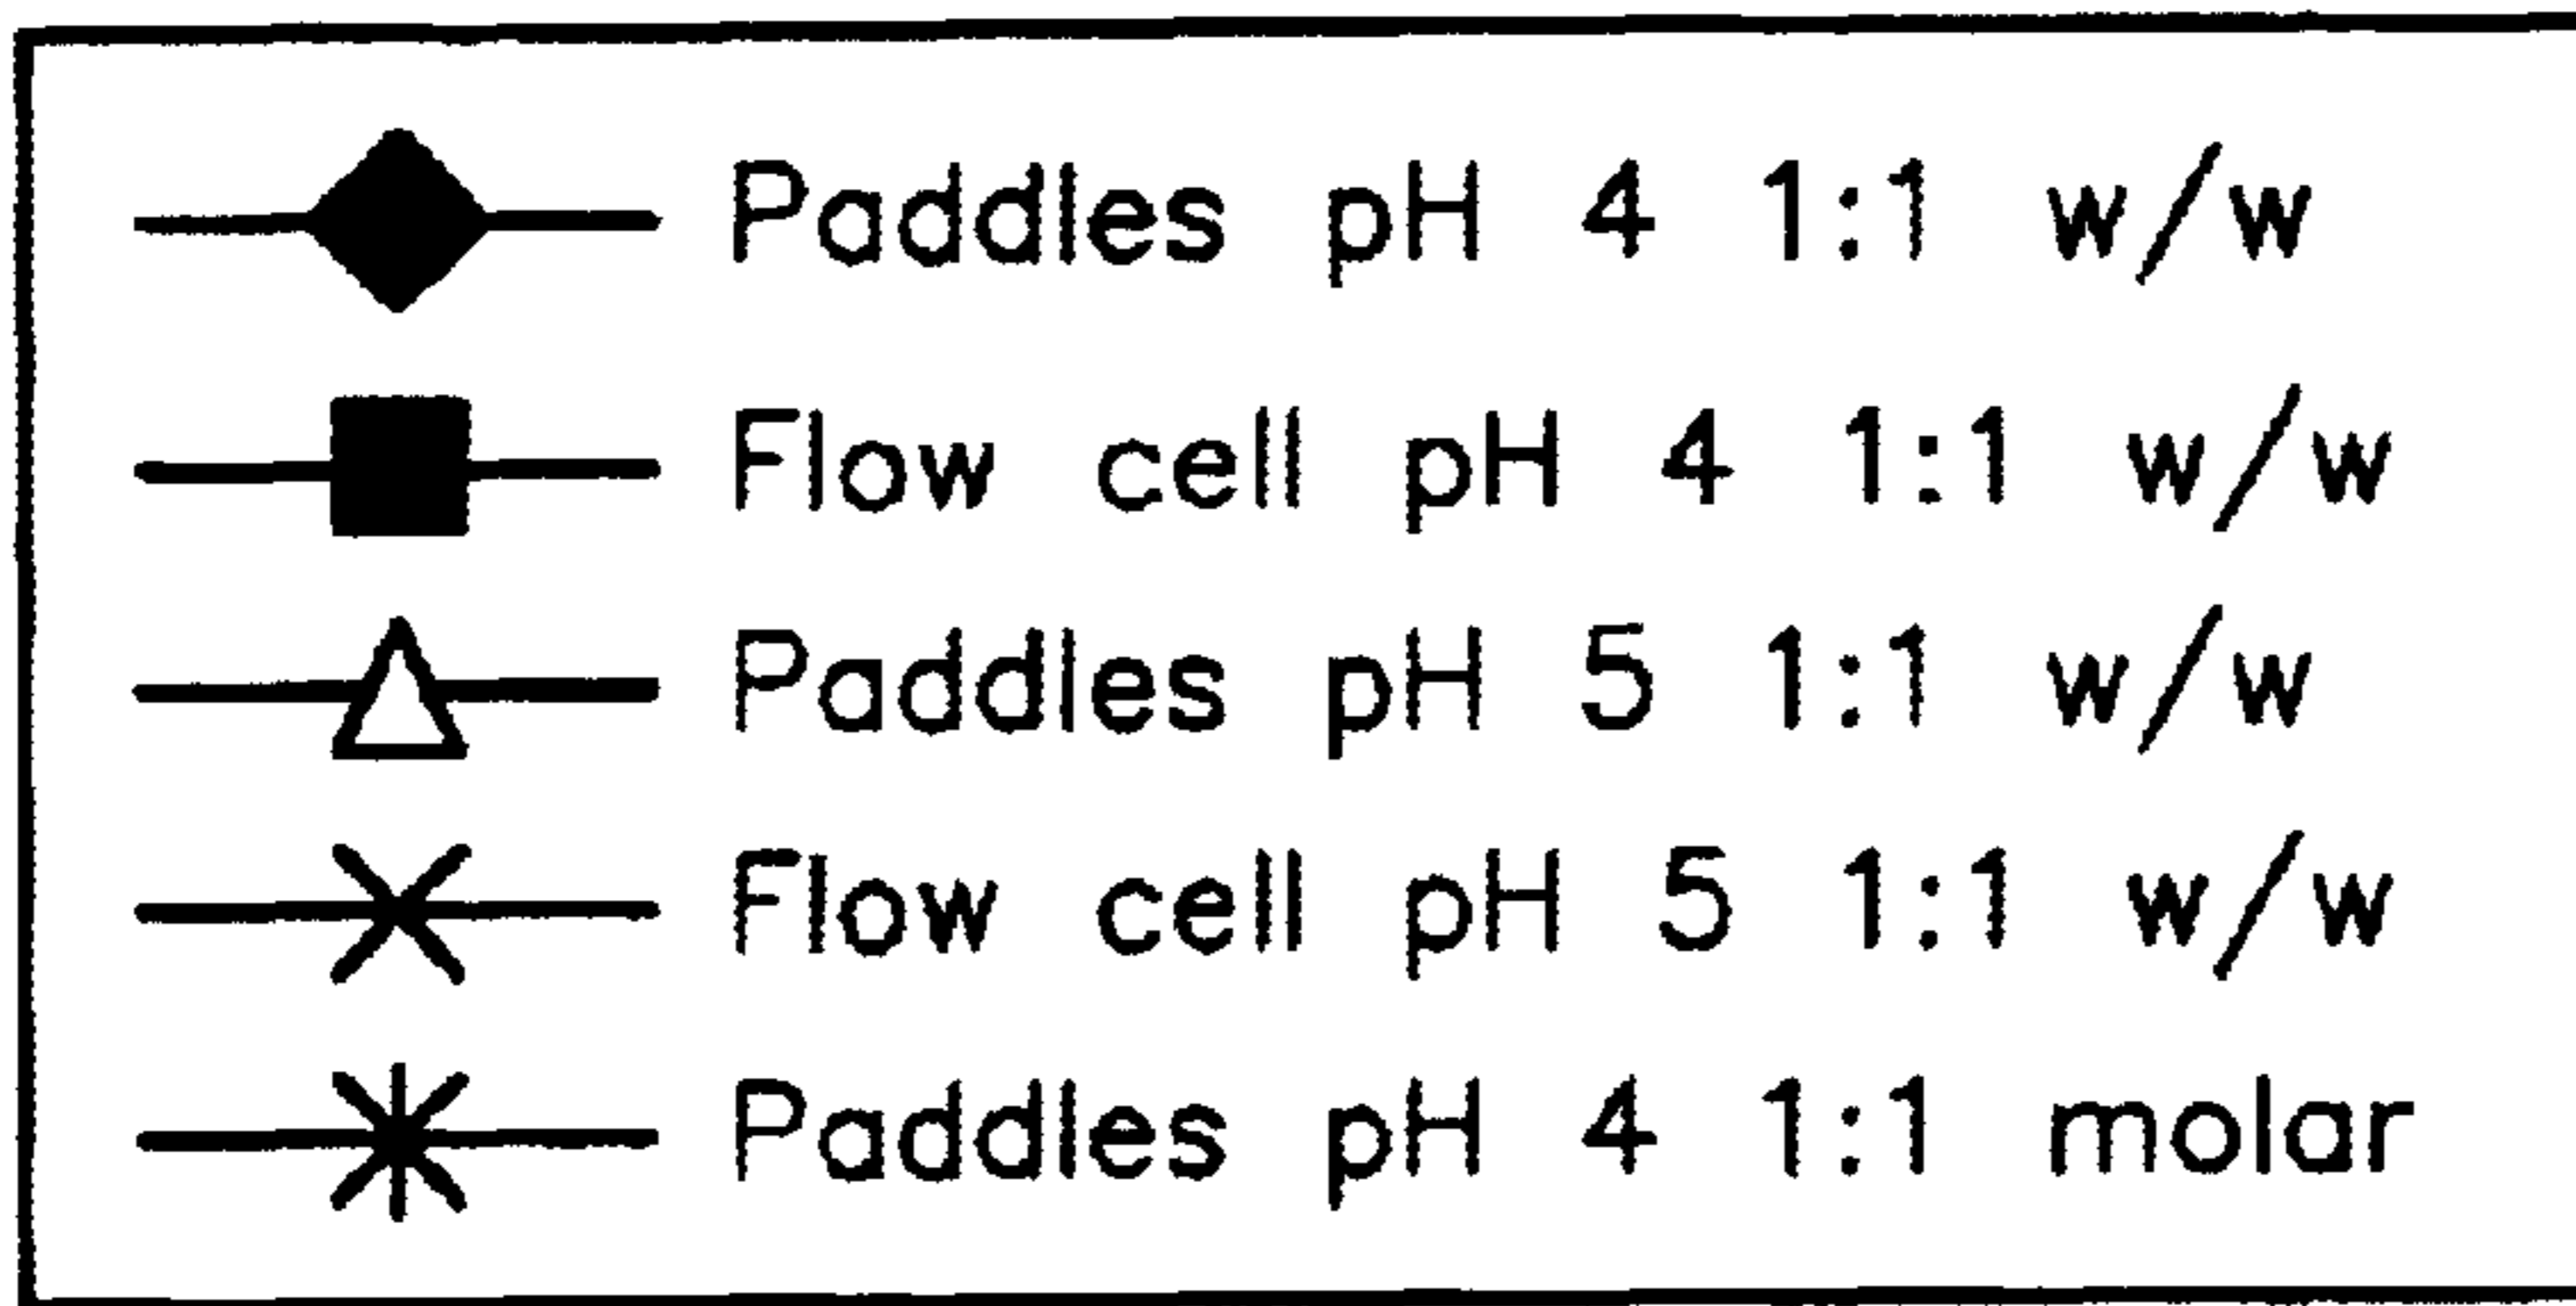 Paddles pH 4 1:1 w/w
Flow cell pH 4 1:1 w/w
Paddles pH 5 1:1 w/w
Flow cell pH 5 1:1 w/w
Paddles pH 4 1:1 molar